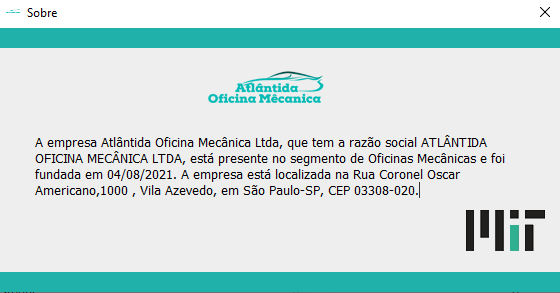 Sobre
Atlântida
Oficina Mêcanica
A empresa Atlântida Oficina Mecânica Ltda, que tem a razão social ATLÂNTIDA
OFICINA MECÂNICA LTDA, está presente no segmento de Oficinas Mecânicas e foi
fundada em 04/08/2021. A empresa está localizada na Rua Coronel Oscar
Americano,1000 , Vila Azevedo, em São Paulo-SP, CEP 03308-020.
MiT